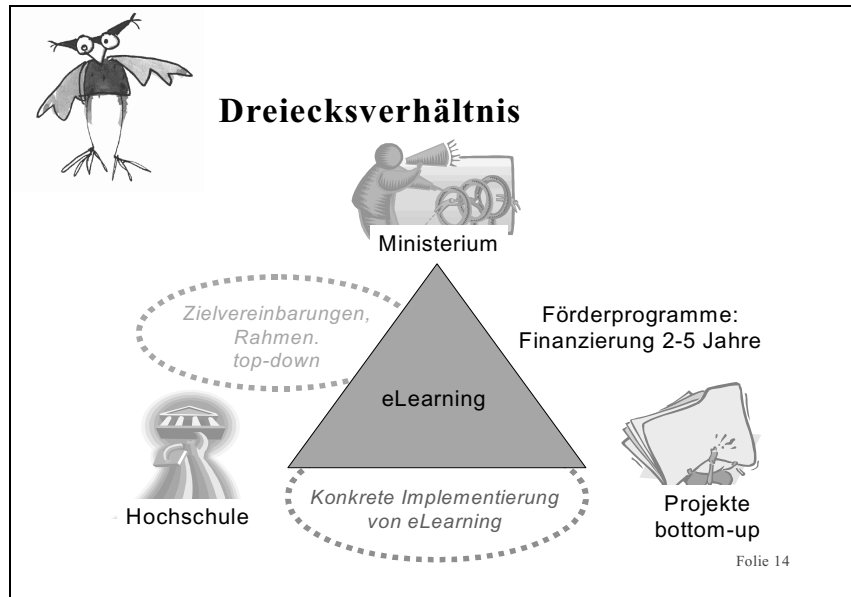 Dreiecksverhältnis
Ministerium
Zielvereinbarungen,
Rahmen.
top-down
Förderprogramme:
Finanzierung 2-5 Jahre
eLearning
Hochschule
Konkrete Implementierung
von eLearning
Projekte
bottom-up
Folie 14